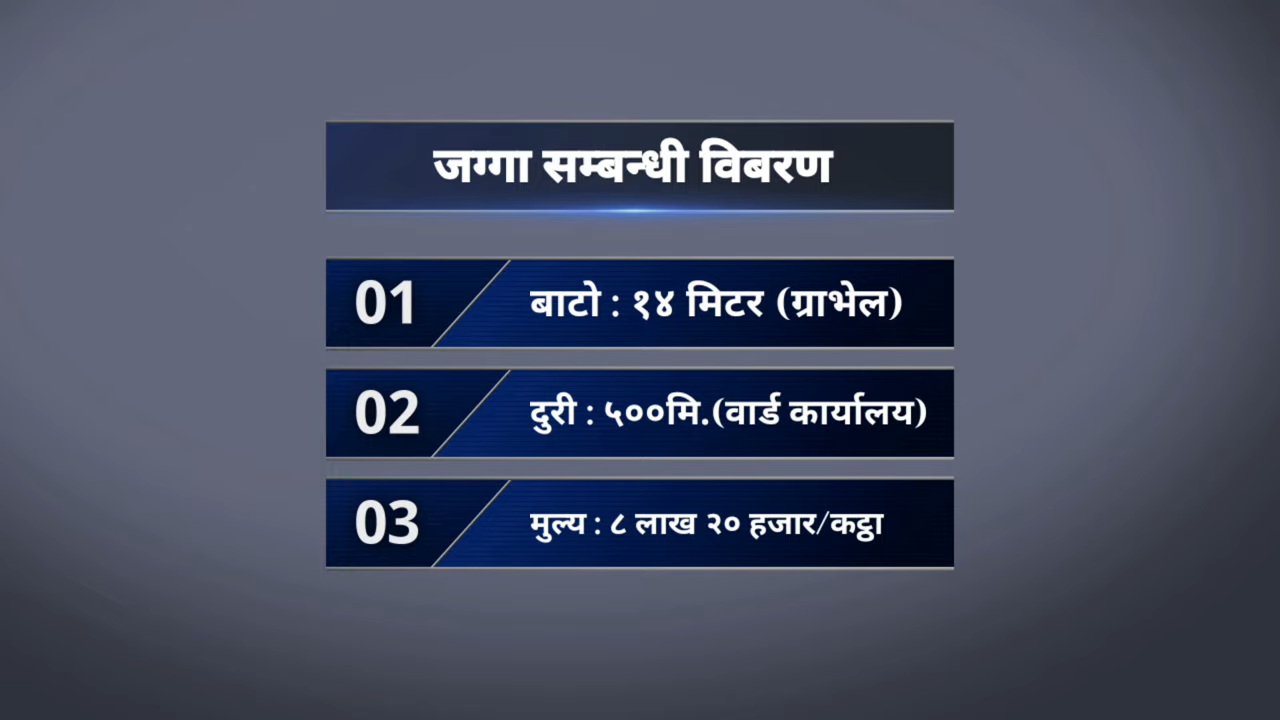 जग्गा सम्बन्धी विबरण
01 बाटो : १४ मिटर (ग्राभेल)
02 दुरी : ५००मि.(वार्ड कार्यालय)
03 मुल्य : ८ लाख २० हजार/कट्ठा